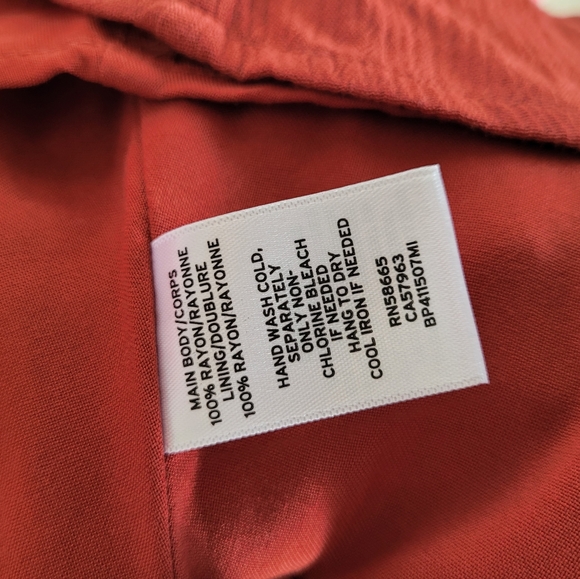 MAIN BODY/CORPS
100% RAYON/RAYONNE
LINING/DOUBLURE
100% RAYON/RAYONNE
HAND WASH COLD,
SEPARATELY
ONLY NON-
CHLORINE BLEACH
IF NEEDED
HANG TO DRY
COOL IRON IF NEEDED
RN58665
CA57963
BP411507MI